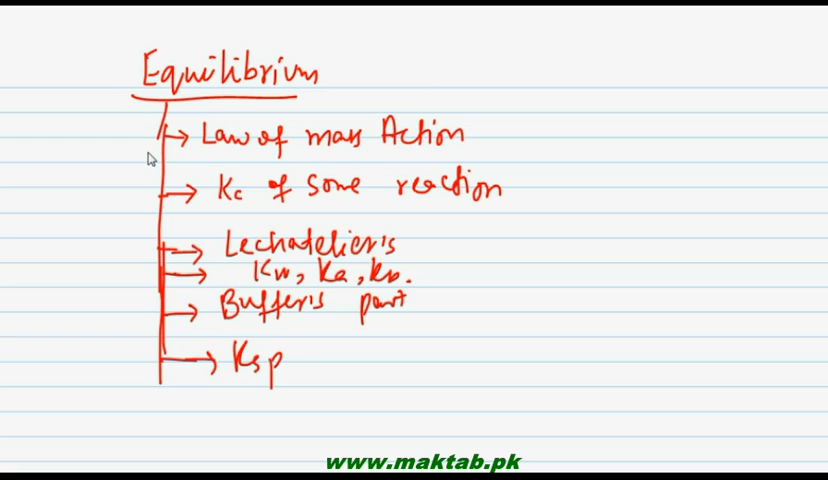 Equilibrium
Law of mass Action
Kc of some reaction
Lechatelier's
Kw, Ka, Kb.
Buffer's part
Ksp
www.maktab.pk